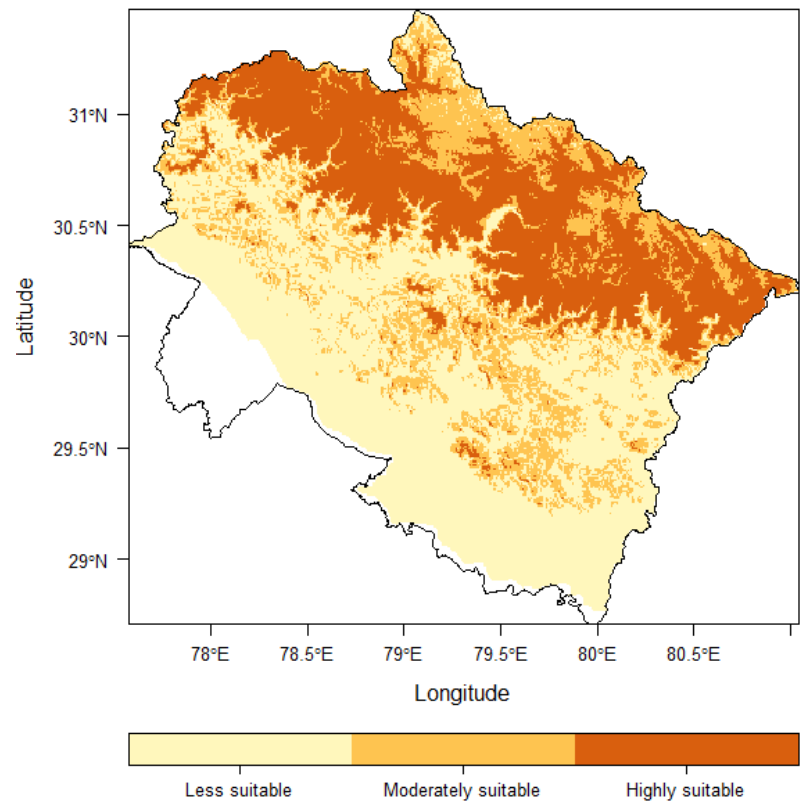 Latitude
31°N
30.5°N
30°N
29.5°N
29°N
78°E 78.5°E 79°E 79.5°E 80°E 80.5°E
Longitude
Less suitable Moderately suitable Highly suitable